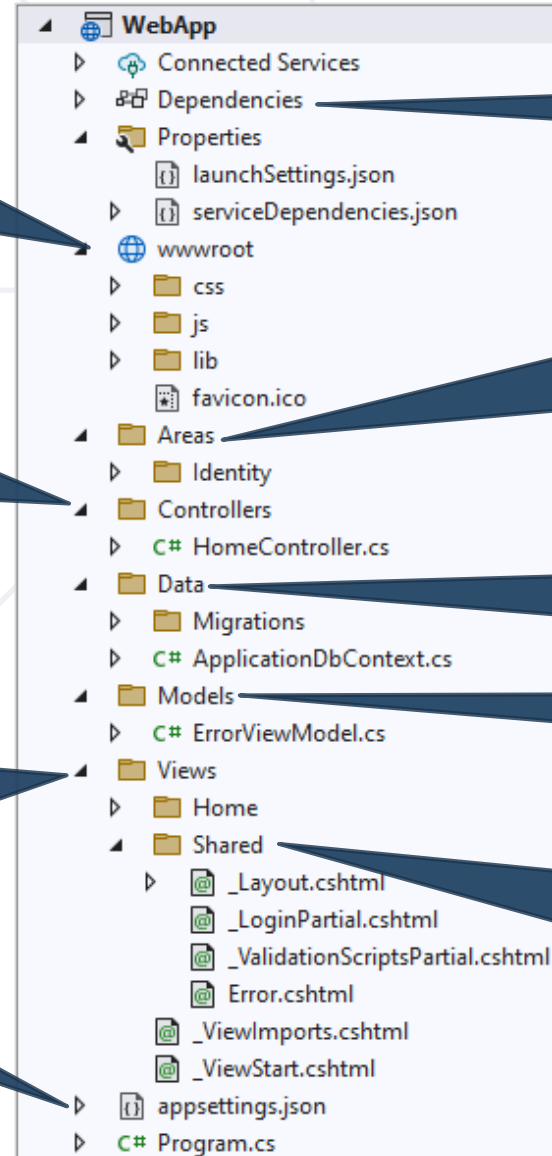 WebApp
Connected Services
Dependencies
Properties
launchSettings.json
serviceDependencies.json
wwwroot
css
js
lib
favicon.ico
Areas
Identity
Controllers
C# HomeController.cs
Data
Migrations
C# ApplicationDbContext.cs
Models
C# ErrorViewModel.cs
Views
Home
Shared
_Layout.cshtml
_LoginPartial.cshtml
_ValidationScriptsPartial.cshtml
Error.cshtml
_ViewImports.cshtml
_ViewStart.cshtml
appsettings.json
C# Program.cs